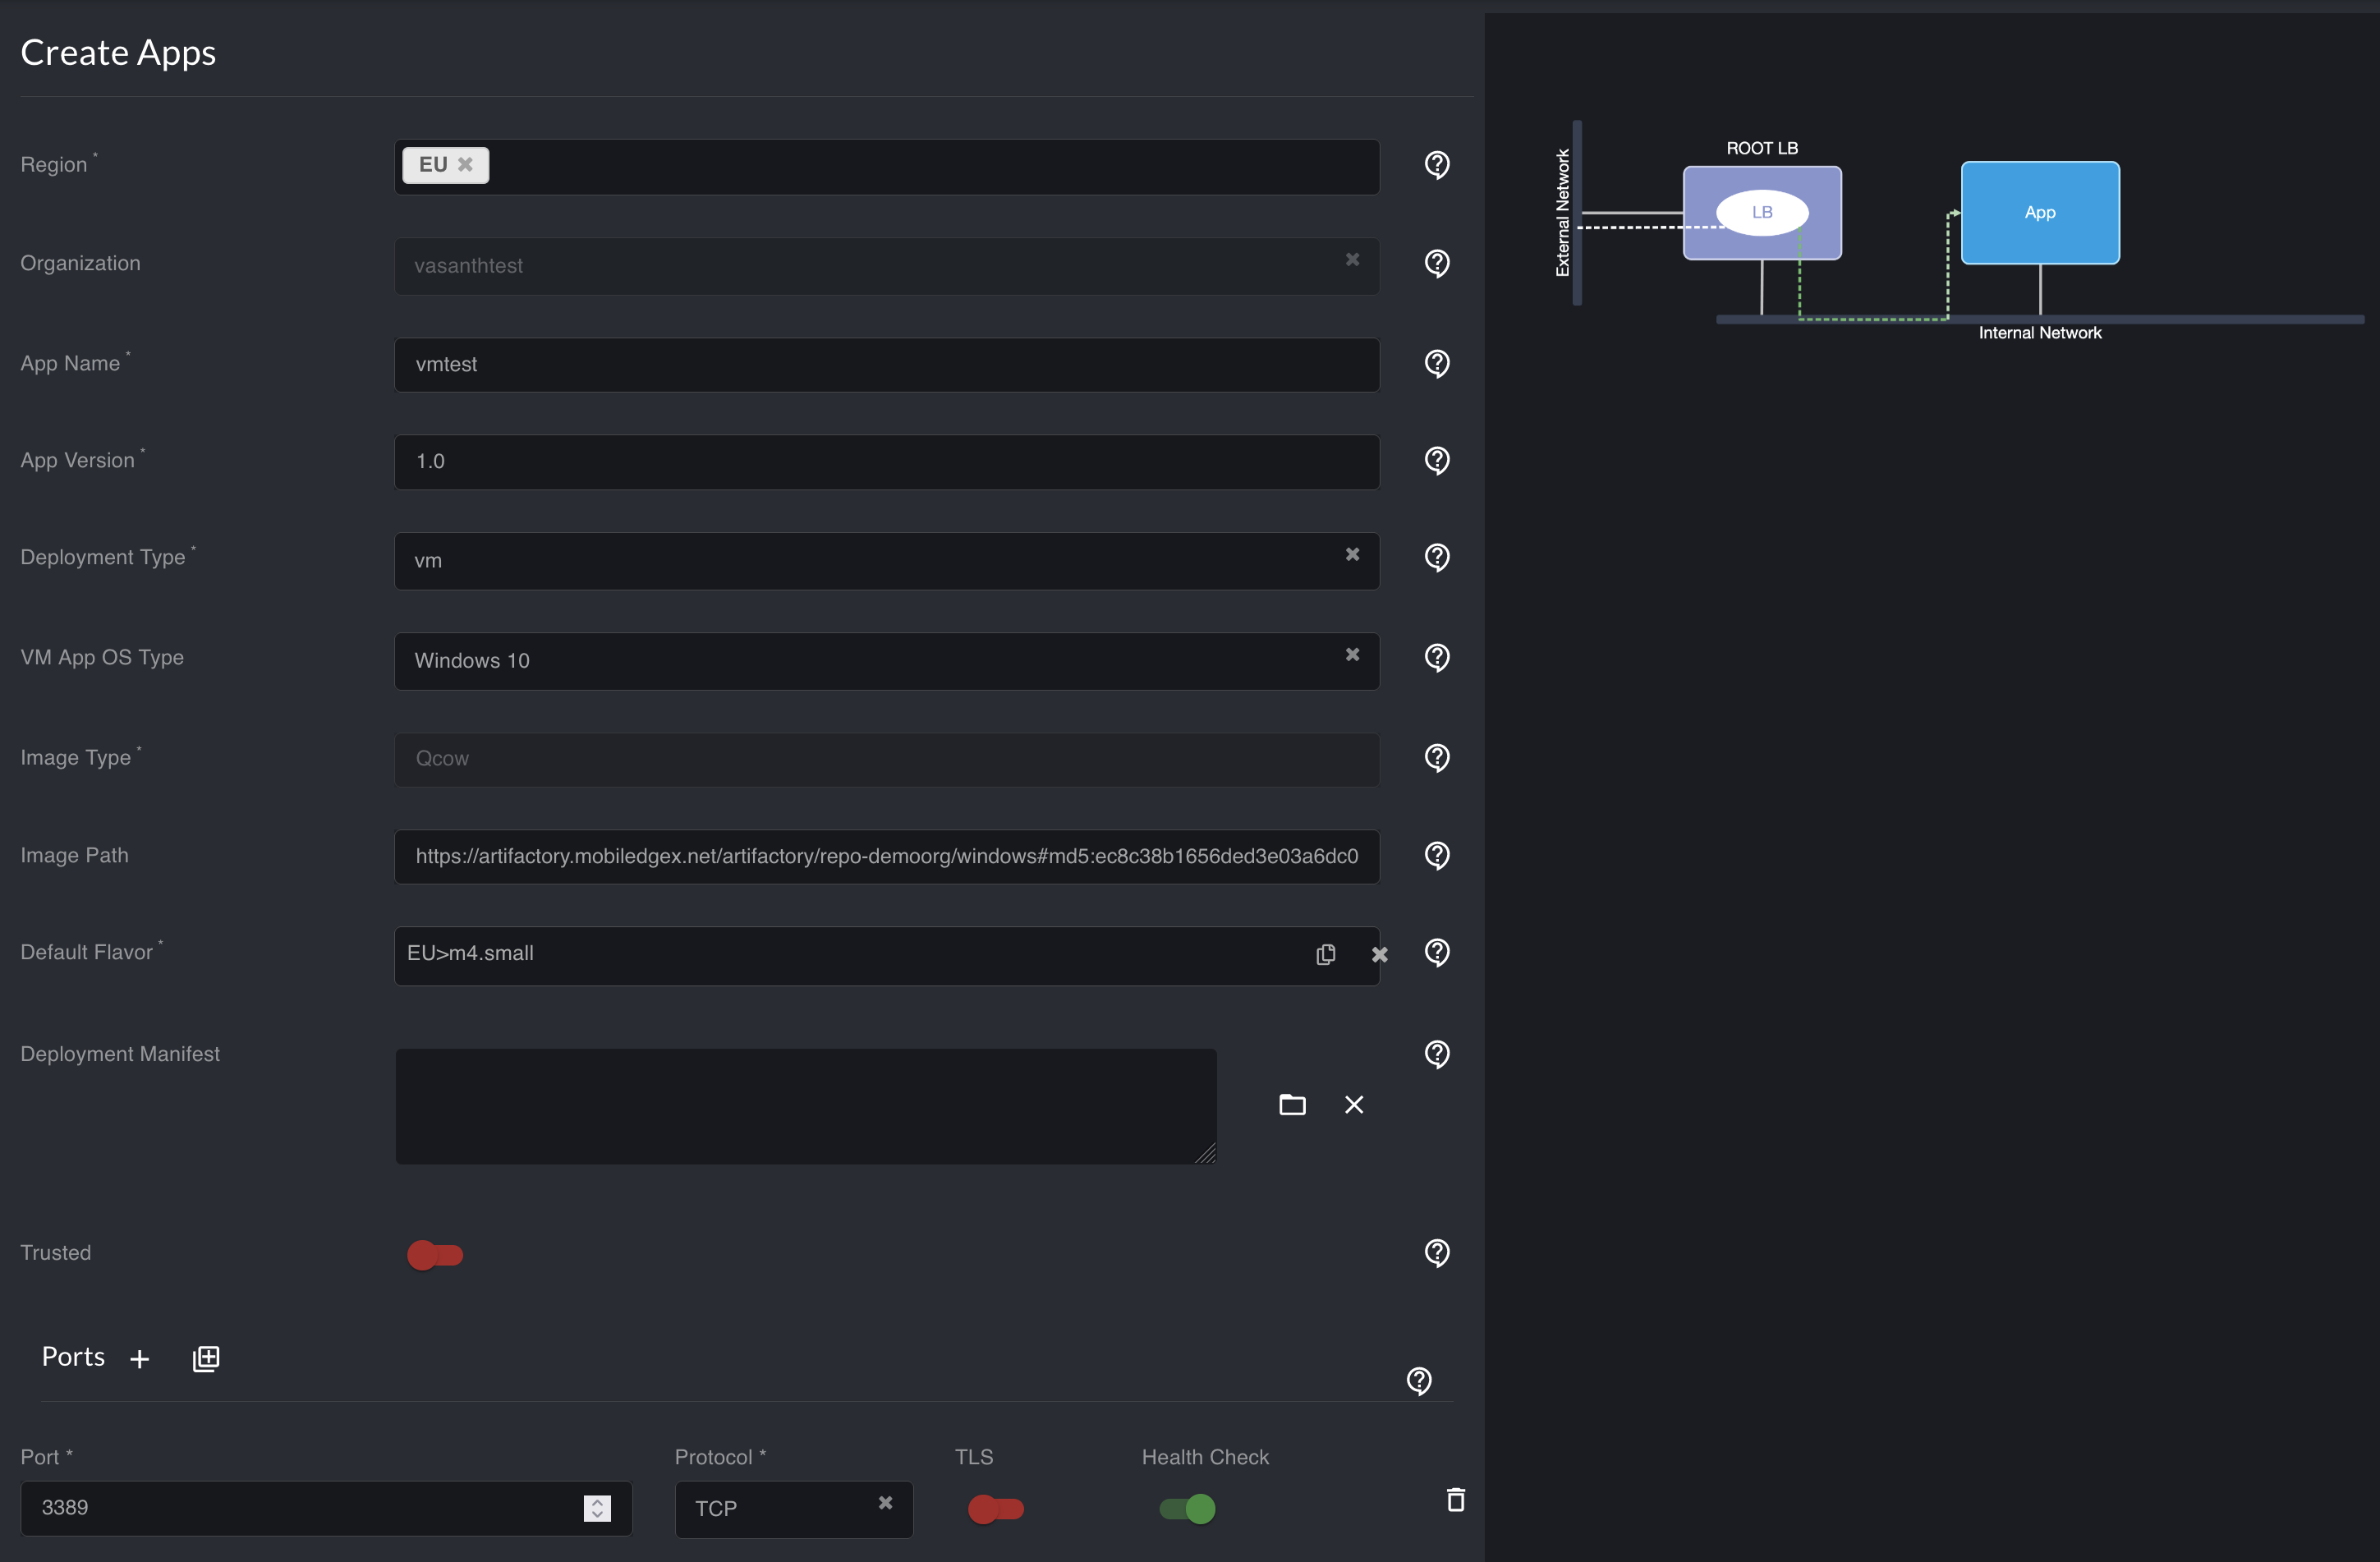 Create Apps
Region *
EU
Organization
vasanthtest
App Name *
vmtest
App Version *
1.0
Deployment Type *
vm
VM App OS Type
Windows 10
Image Type *
Qcow
Image Path
https://artifactory.mobiledgex.net/artifactory/repo-demoorg/windows#md5:ec8c38b1656ded3e03a6dc0
Default Flavor *
EU>m4.small
Deployment Manifest
Trusted
Ports
Port *
Protocol *
TLS
Health Check
3389
TCP
External Network
ROOT LB
LB
App
Internal Network